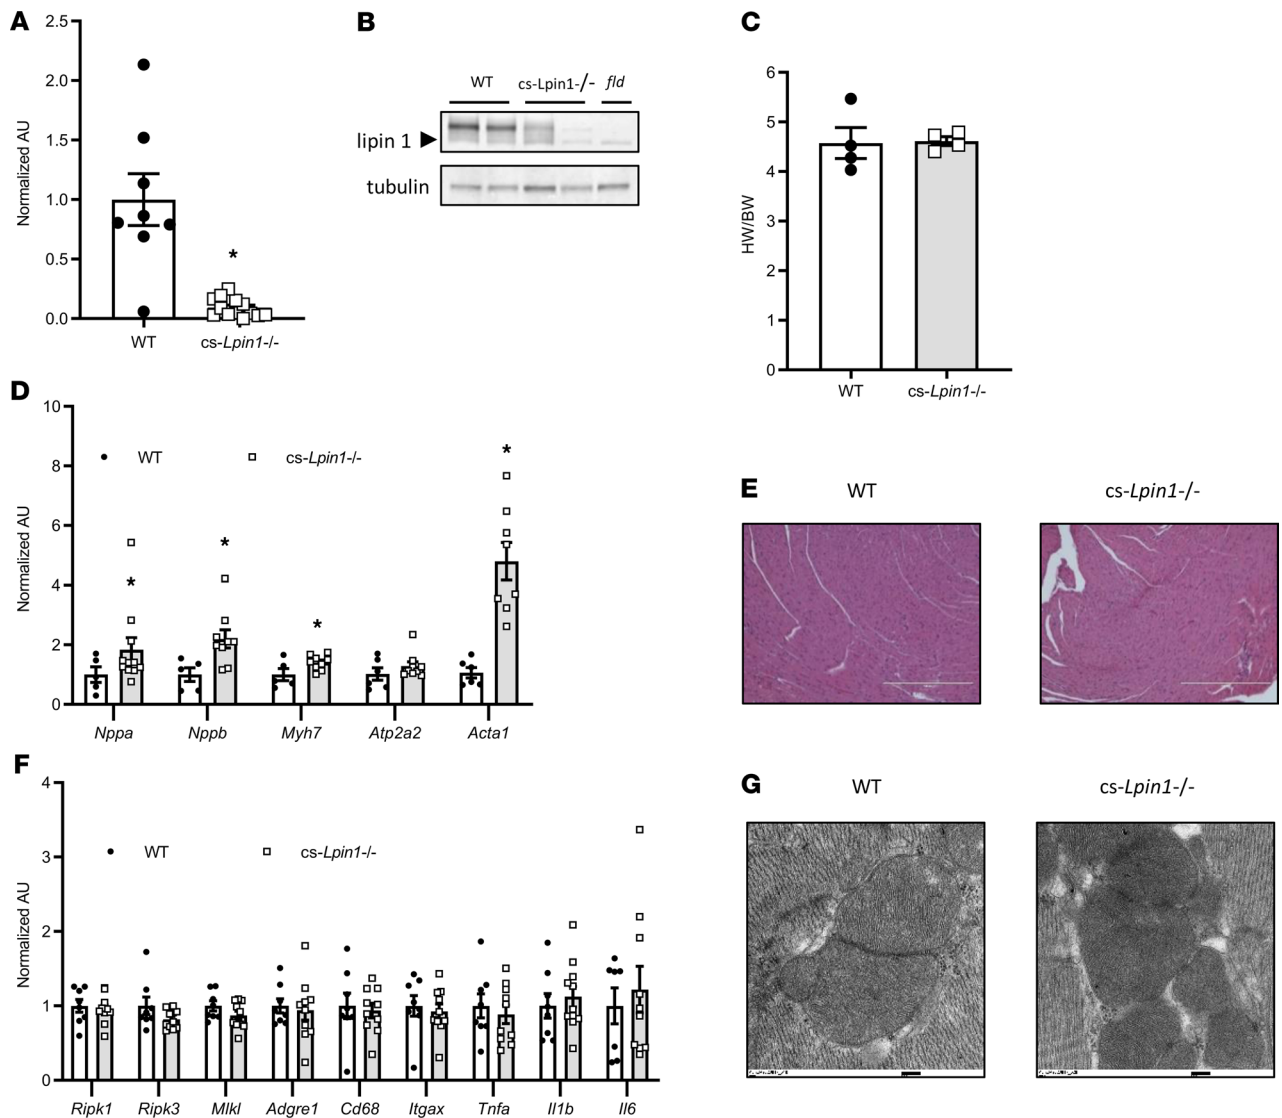 A
2.5
2.0
1.5
1.0
0.5
0.0
Normalized AU
*
WT
cs-Lpin1-/-
B
WT cs-Lpin1-/- fld
lipin 1
tubulin
C
6
5
4
3
2
1
0
HW/BW
WT
cs-Lpin1-/-
D
10
8
6
4
2
0
Normalized AU
WT
cs-Lpin1-/-
* * * *
Nppa Nppb Myh7 Atp2a2 Acta1
E
WT
cs-Lpin1-/-
F
4
3
2
1
0
Normalized AU
WT
cs-Lpin1-/-
Ripk1 Ripk3 Mlkl Adgre1 Cd68 Itgax Tnfa Il1b Il6
G
WT
cs-Lpin1-/-